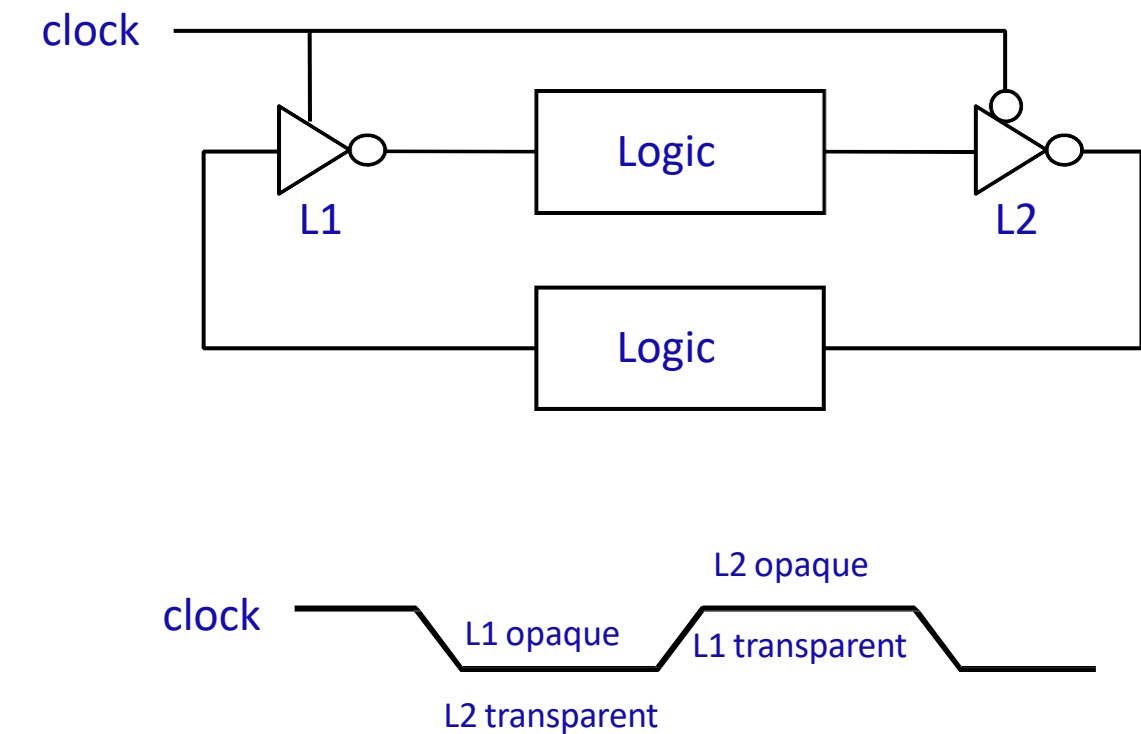 clock
Logic
L1
L2
Logic
L2 opaque
clock
L1 opaque
L1 transparent
L2 transparent